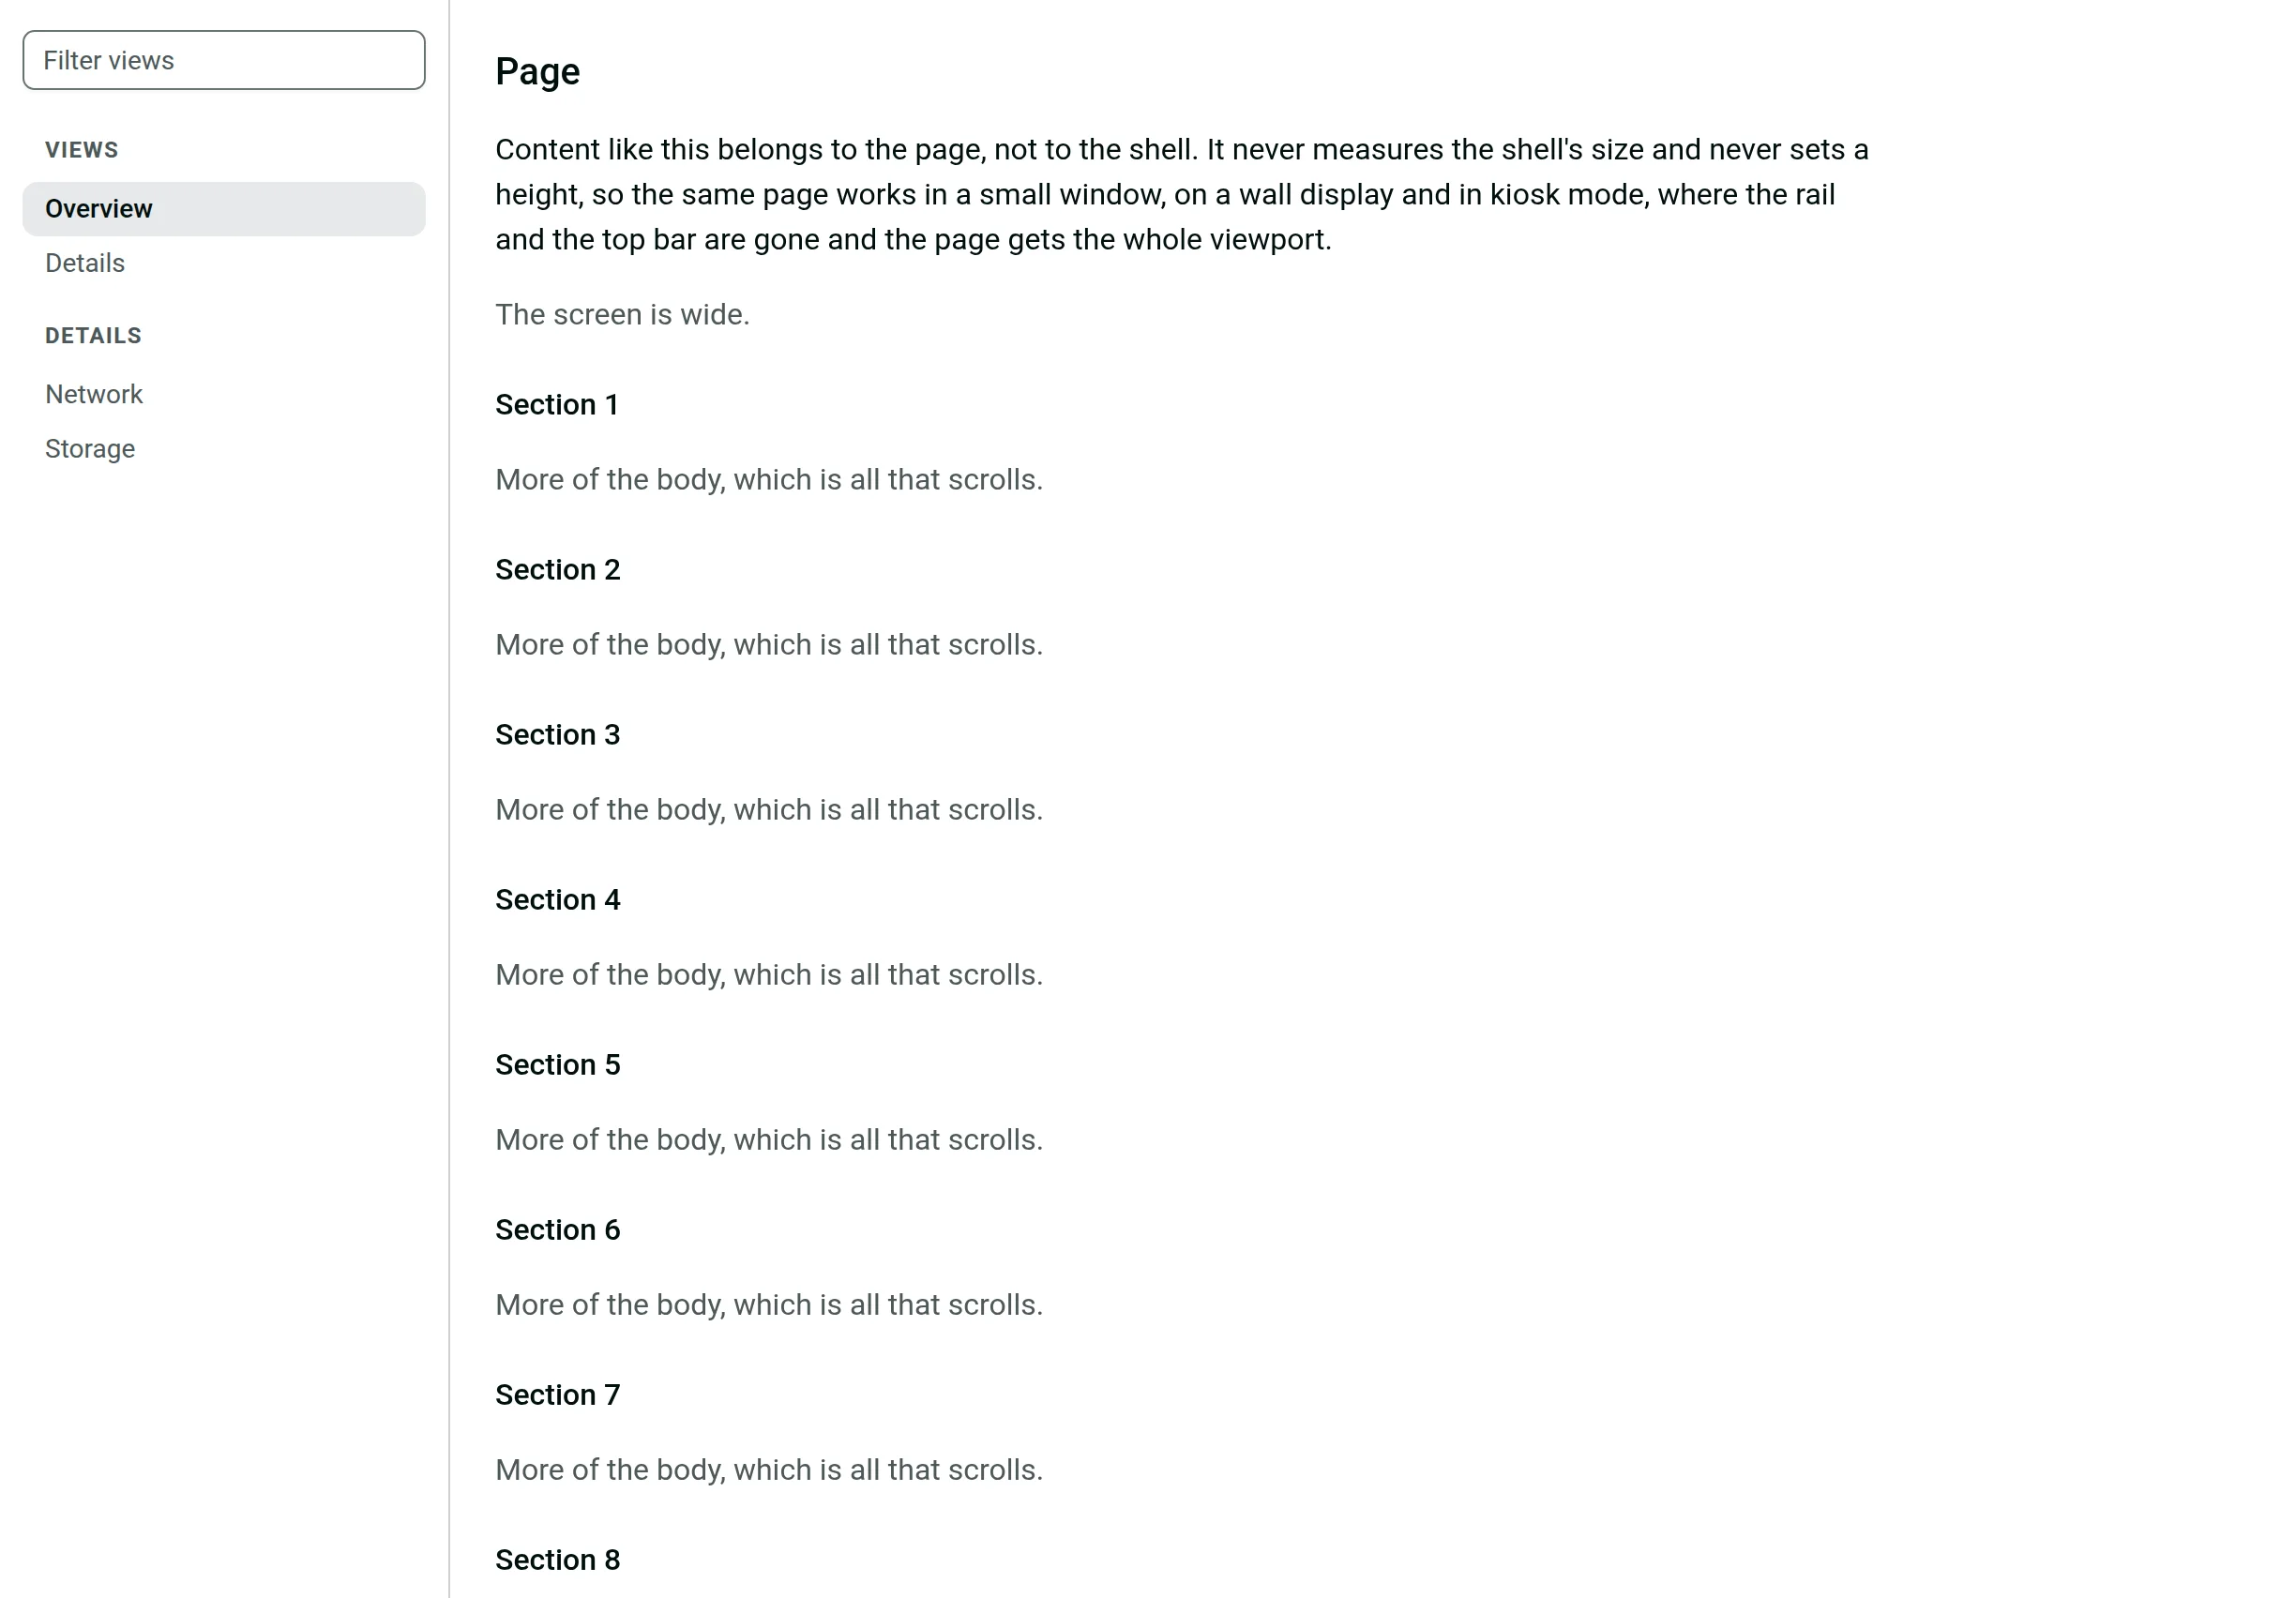 Filter views
VIEWS
Overview
Details
DETAILS
Network
Storage
Page
Content like this belongs to the page, not to the shell. It never measures the shell's size and never sets a
height, so the same page works in a small window, on a wall display and in kiosk mode, where the rail
and the top bar are gone and the page gets the whole viewport.
The screen is wide.
Section 1
More of the body, which is all that scrolls.
Section 2
More of the body, which is all that scrolls.
Section 3
More of the body, which is all that scrolls.
Section 4
More of the body, which is all that scrolls.
Section 5
More of the body, which is all that scrolls.
Section 6
More of the body, which is all that scrolls.
Section 7
More of the body, which is all that scrolls.
Section 8